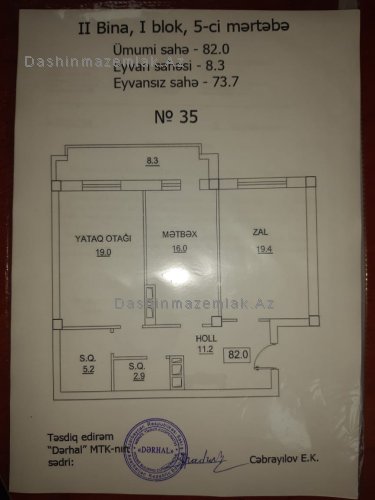 II Bina, I blok, 5-ci mərtəbə
Ümumi sahə - 82.0
Dashinmazemlak.Az
Eyvan sahəsi - 8.3
Eyvansız sahə - 73.7
№ 35
8.3
YATAQ OTAĞI
19.0
MƏTBƏX
16.0
ZAL
19.4
Dashinmazemlak.Az
HOLL
11.2
82.0
S.Q.
5.2
S.Q.
2.9
Təsdiq edirəm
"Dərhal" MTK-nın
sədri:
«DƏRHAL»
Cəbrayılov E.K.